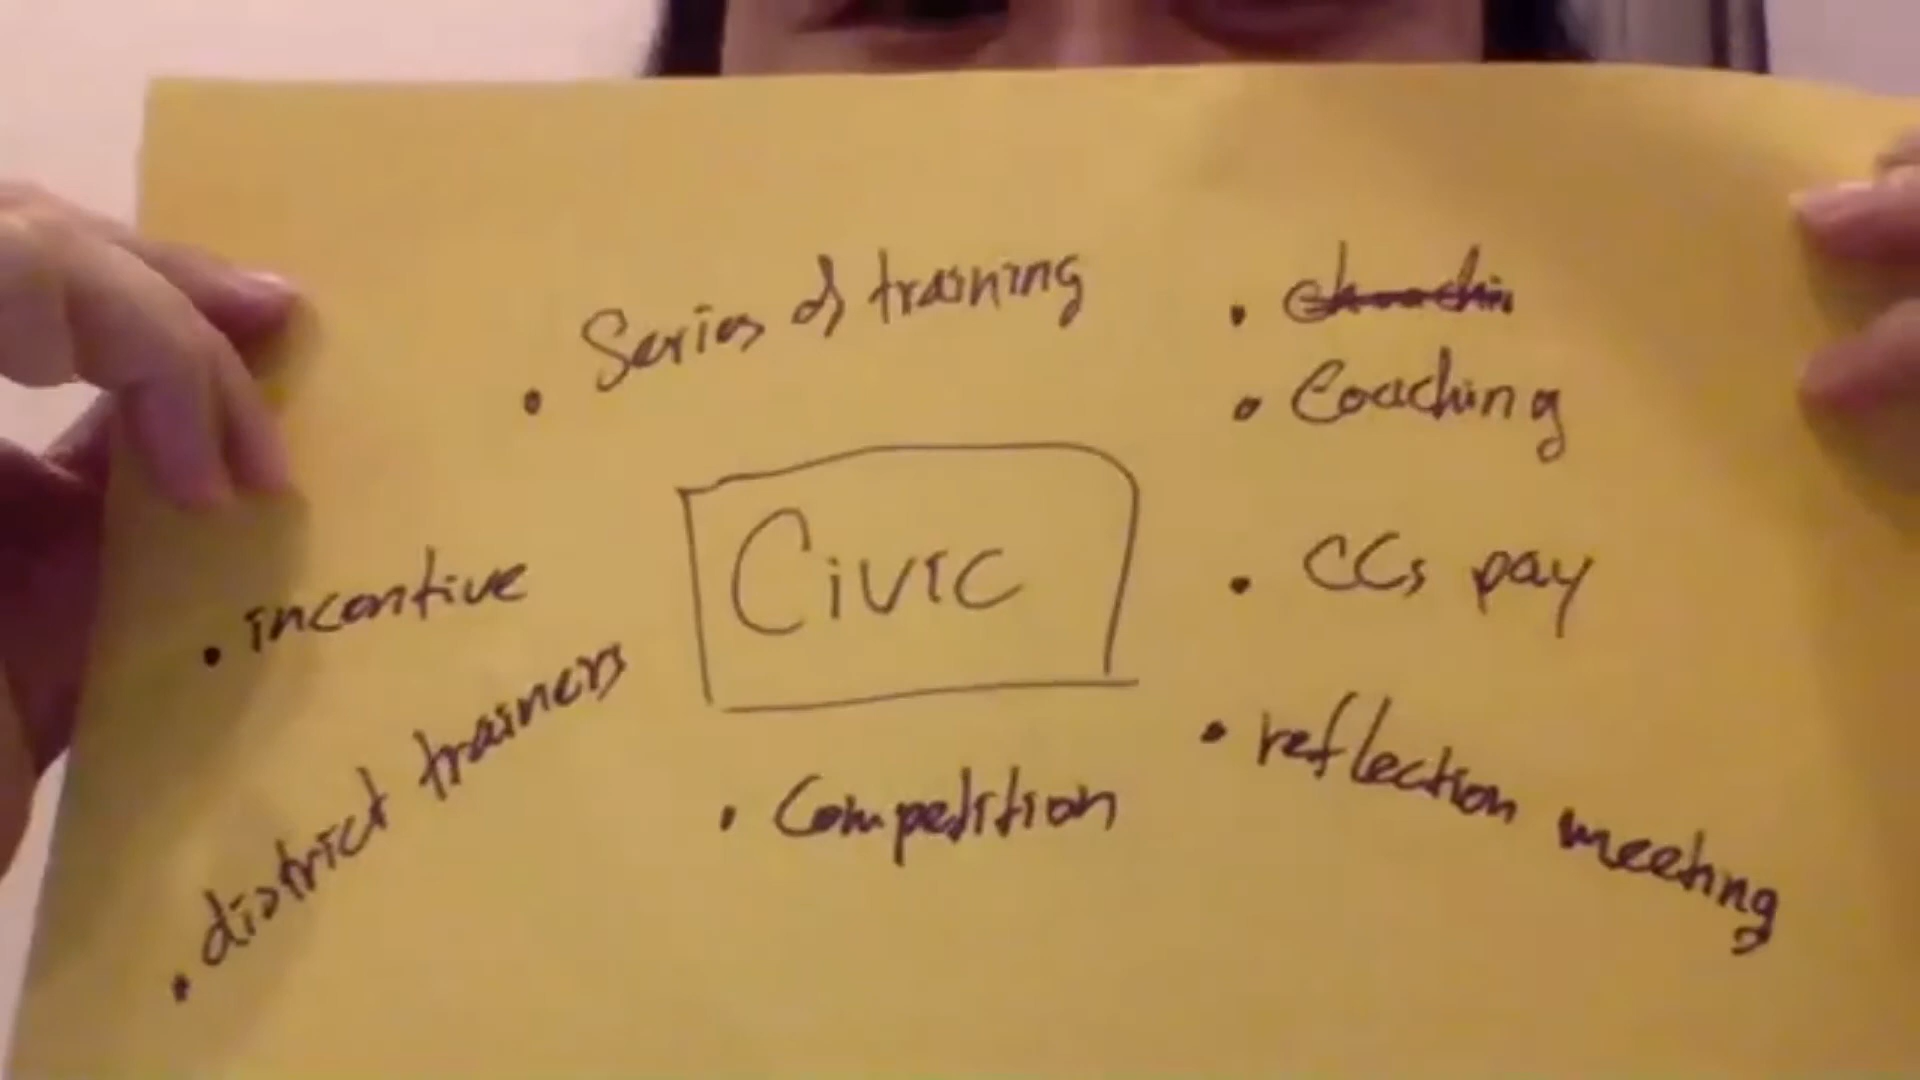 • Series of training
• Coaching
Civic
• CCs pay
• incentive
• district trainers
• reflection meeting
• Competition